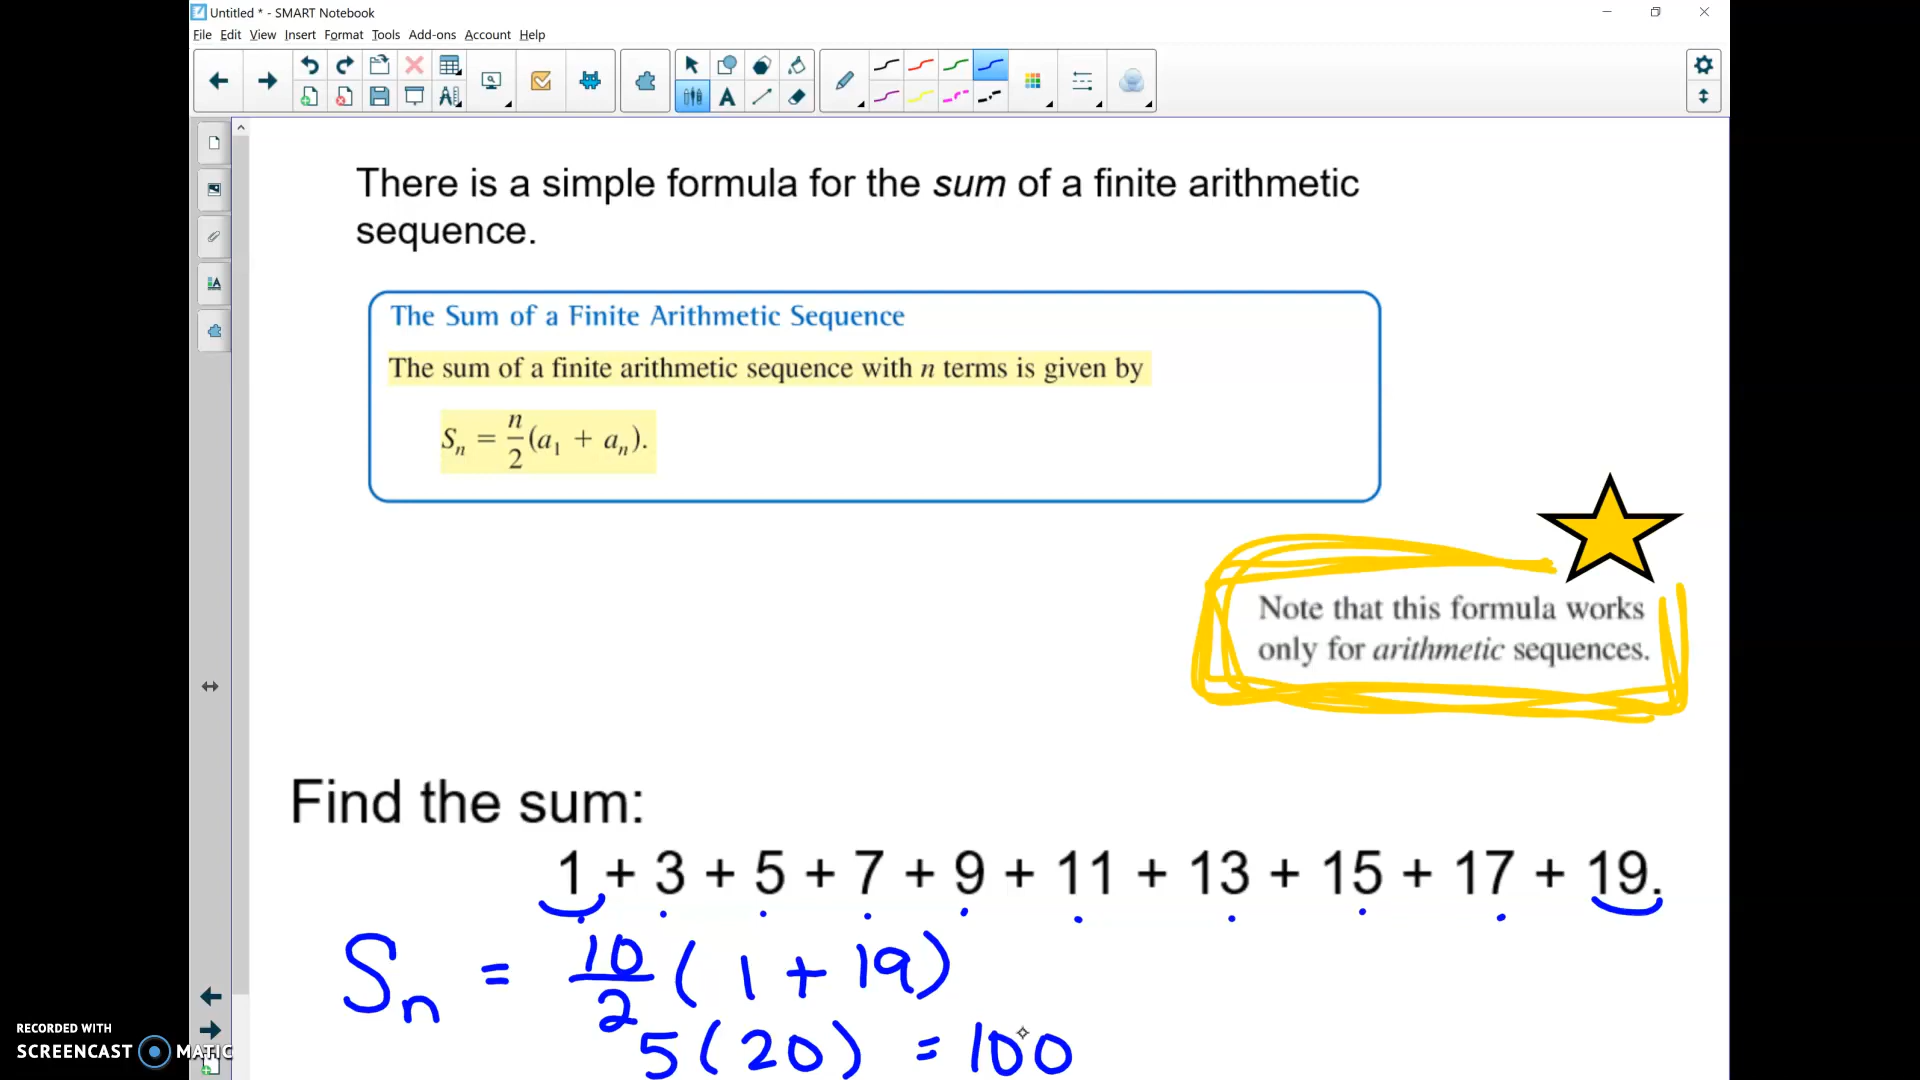 Untitled * - SMART Notebook
File Edit View Insert Format Tools Add-ons Account Help
There is a simple formula for the sum of a finite arithmetic
sequence.
The Sum of a Finite Arithmetic Sequence
The sum of a finite arithmetic sequence with n terms is given by
Sₙ = n/2(a₁ + aₙ).
Note that this formula works
only for arithmetic sequences.
Find the sum:
1 + 3 + 5 + 7 + 9 + 11 + 13 + 15 + 17 + 19.
Sₙ = 10/2 ( 1 + 19)
5 ( 20 ) = 100
RECORDED WITH
SCREENCAST MATIC